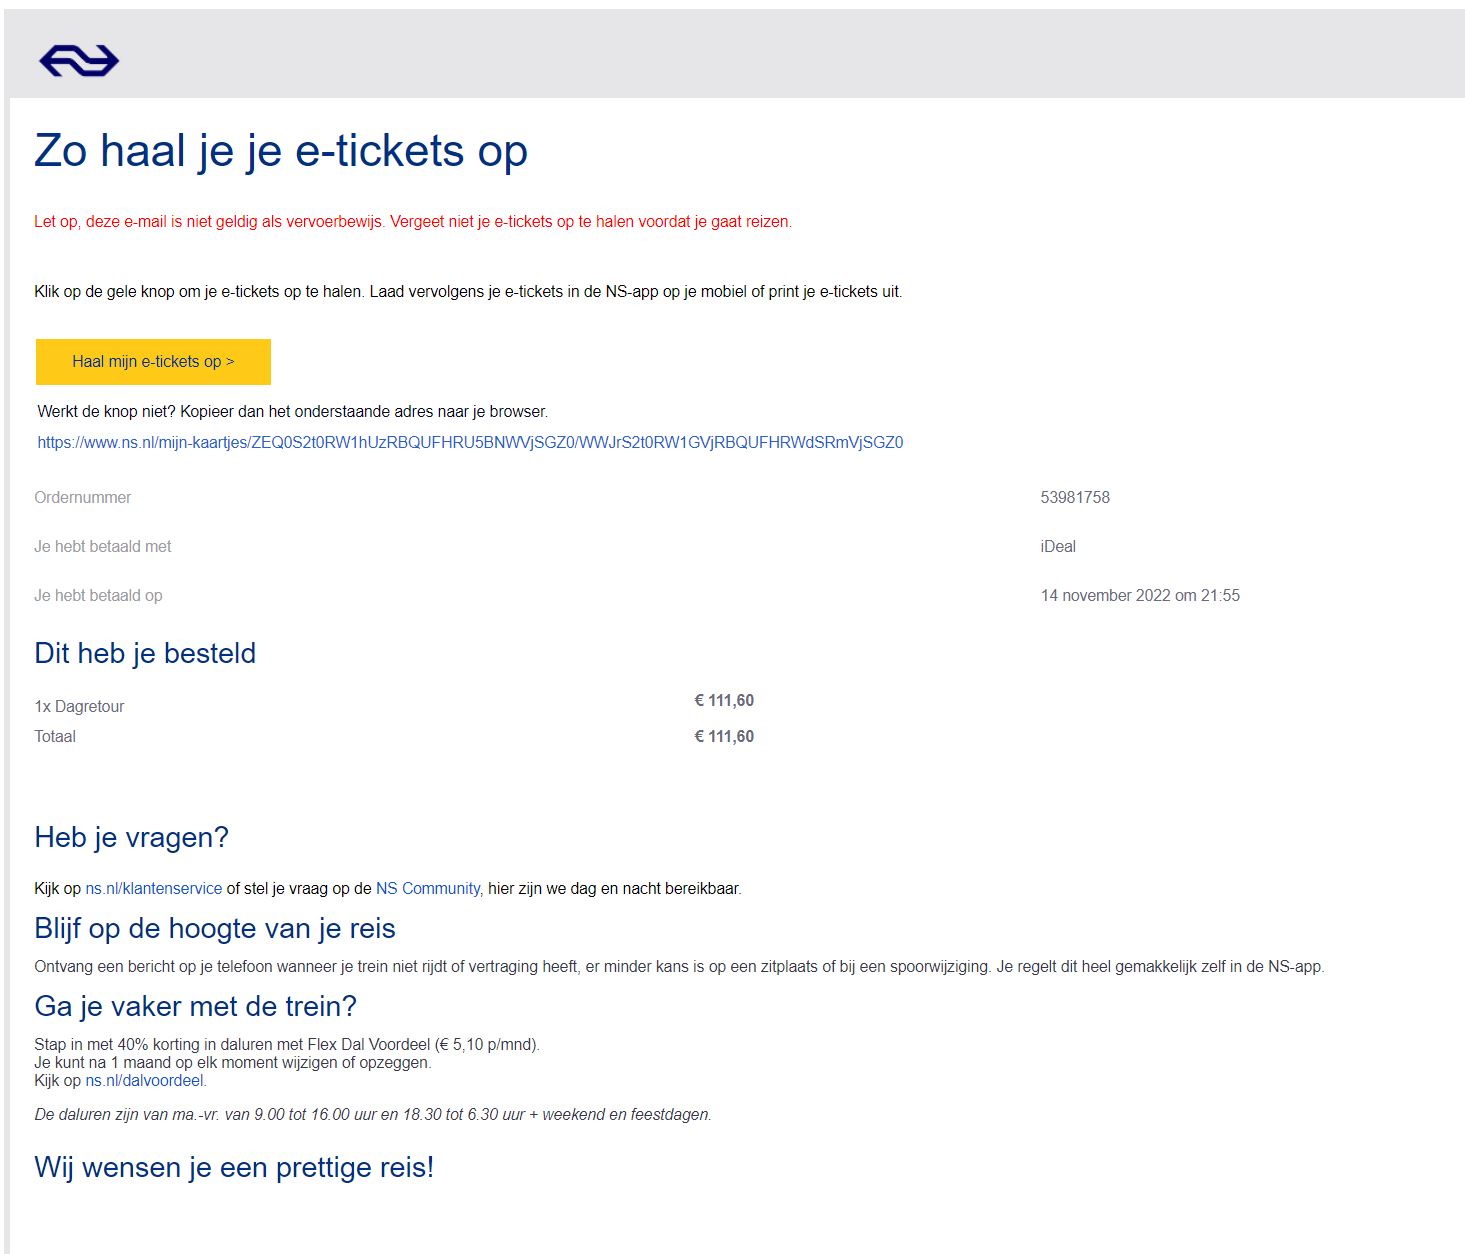 Zo haal je je e-tickets op
Let op, deze e-mail is niet geldig als vervoerbewijs. Vergeet niet je e-tickets op te halen voordat je gaat reizen.
Klik op de gele knop om je e-tickets op te halen. Laad vervolgens je e-tickets in de NS-app op je mobiel of print je e-tickets uit.
Haal mijn e-tickets op >
Werkt de knop niet? Kopieer dan het onderstaande adres naar je browser.
https://www.ns.nl/mijn-kaartjes/ZEQ0S2t0RW1hUzRBQUFHRU5BNWVjSGZ0/WWJrS2t0RW1GVjRBQUFHRWdSRmVjSGZ0
Ordernummer 53981758
Je hebt betaald met iDeal
Je hebt betaald op 14 november 2022 om 21:55
Dit heb je besteld
1x Dagretour € 111,60
Totaal € 111,60
Heb je vragen?
Kijk op ns.nl/klantenservice of stel je vraag op de NS Community, hier zijn we dag en nacht bereikbaar.
Blijf op de hoogte van je reis
Ontvang een bericht op je telefoon wanneer je trein niet rijdt of vertraging heeft, er minder kans is op een zitplaats of bij een spoorwijziging. Je regelt dit heel gemakkelijk zelf in de NS-app.
Ga je vaker met de trein?
Stap in met 40% korting in daluren met Flex Dal Voordeel (€ 5,10 p/mnd).
Je kunt na 1 maand op elk moment wijzigen of opzeggen.
Kijk op ns.nl/dalvoordeel.
De daluren zijn van ma.-vr. van 9.00 tot 16.00 uur en 18.30 tot 6.30 uur + weekend en feestdagen.
Wij wensen je een prettige reis!